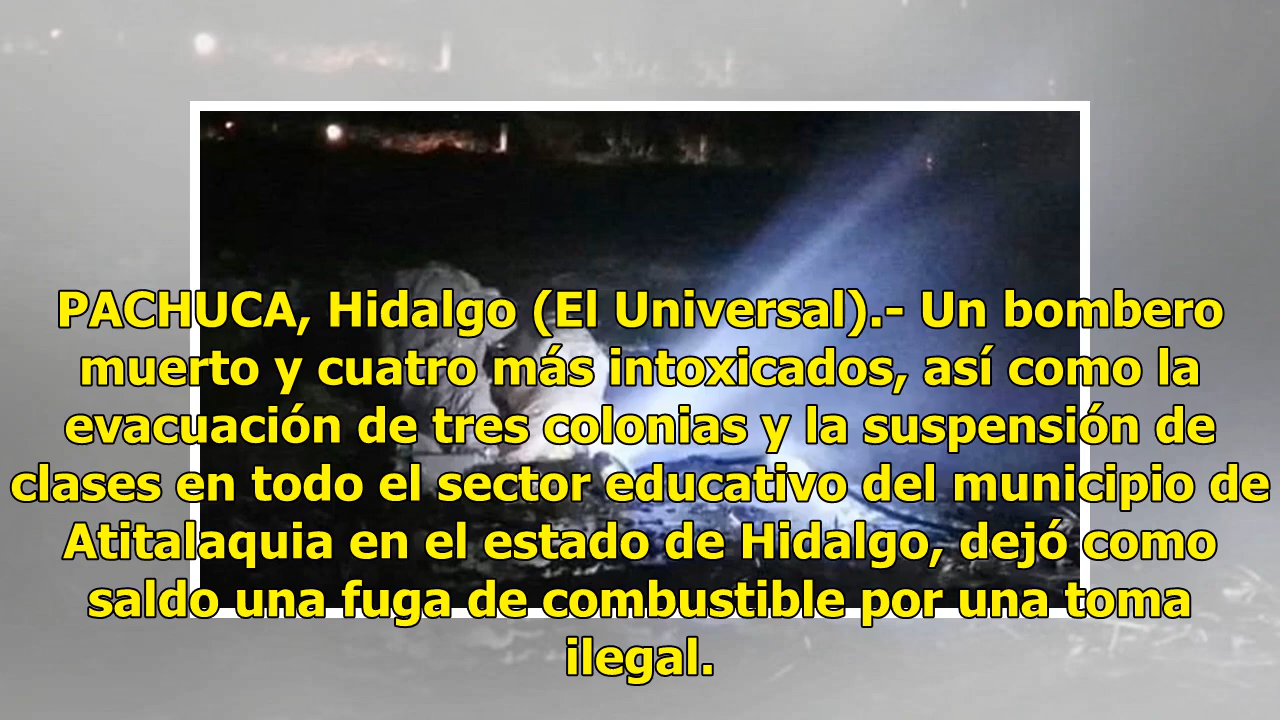 PACHUCA, Hidalgo (El Universal).- Un bombero
muerto y cuatro más intoxicados, así como la
evacuación de tres colonias y la suspensión de
clases en todo el sector educativo del municipio de
Atitalaquia en el estado de Hidalgo, dejó como
saldo una fuga de combustible por una toma
ilegal.